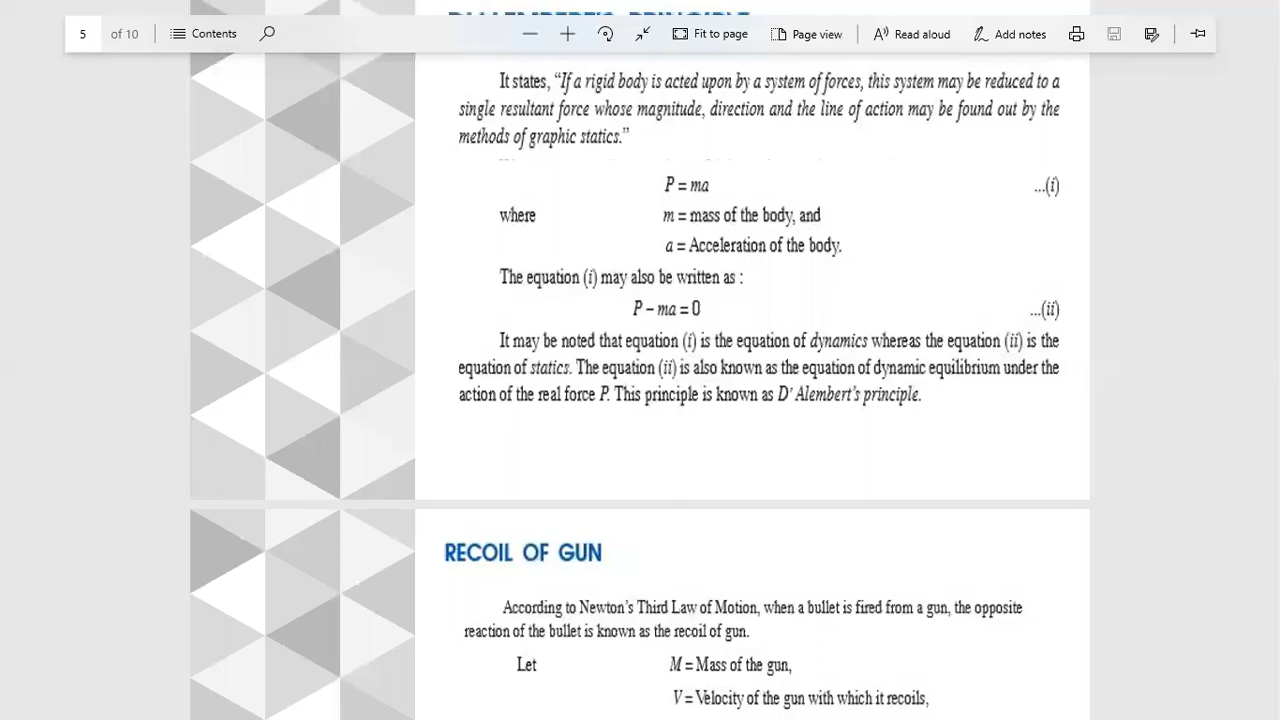 5 of 10 Contents Fit to page Page view Read aloud Add notes
It states, “If a rigid body is acted upon by a system of forces, this system may be reduced to a
single resultant force whose magnitude, direction and the line of action may be found out by the
methods of graphic statics.”
P = ma ...(i)
where m = mass of the body, and
a = Acceleration of the body.
The equation (i) may also be written as :
P – ma = 0 ...(ii)
It may be noted that equation (i) is the equation of dynamics whereas the equation (ii) is the
equation of statics. The equation (ii) is also known as the equation of dynamic equilibrium under the
action of the real force P. This principle is known as D’ Alembert’s principle.
RECOIL OF GUN
According to Newton’s Third Law of Motion, when a bullet is fired from a gun, the opposite
reaction of the bullet is known as the recoil of gun.
Let M = Mass of the gun,
V = Velocity of the gun with which it recoils,